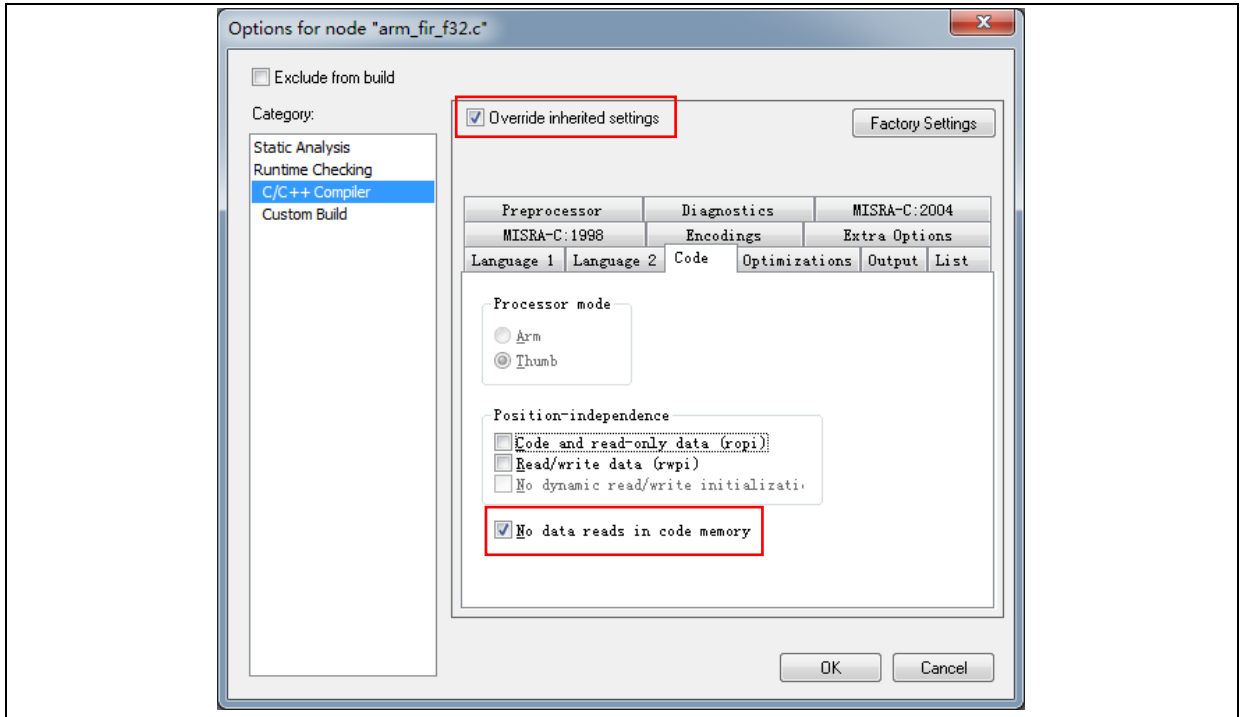 Options for node "arm_fir_f32.c"
Exclude from build
Category:
Override inherited settings
Factory Settings
Static Analysis
Runtime Checking
C/C++ Compiler
Custom Build
Preprocessor Diagnostics MISRA-C:2004
MISRA-C:1998 Encodings Extra Options
Language 1 Language 2 Code Optimizations Output List
Processor mode
Arm
Thumb
Position-independence
Code and read-only data (ropi)
Read/write data (rwpi)
No dynamic read/write initializati
No data reads in code memory
OK Cancel